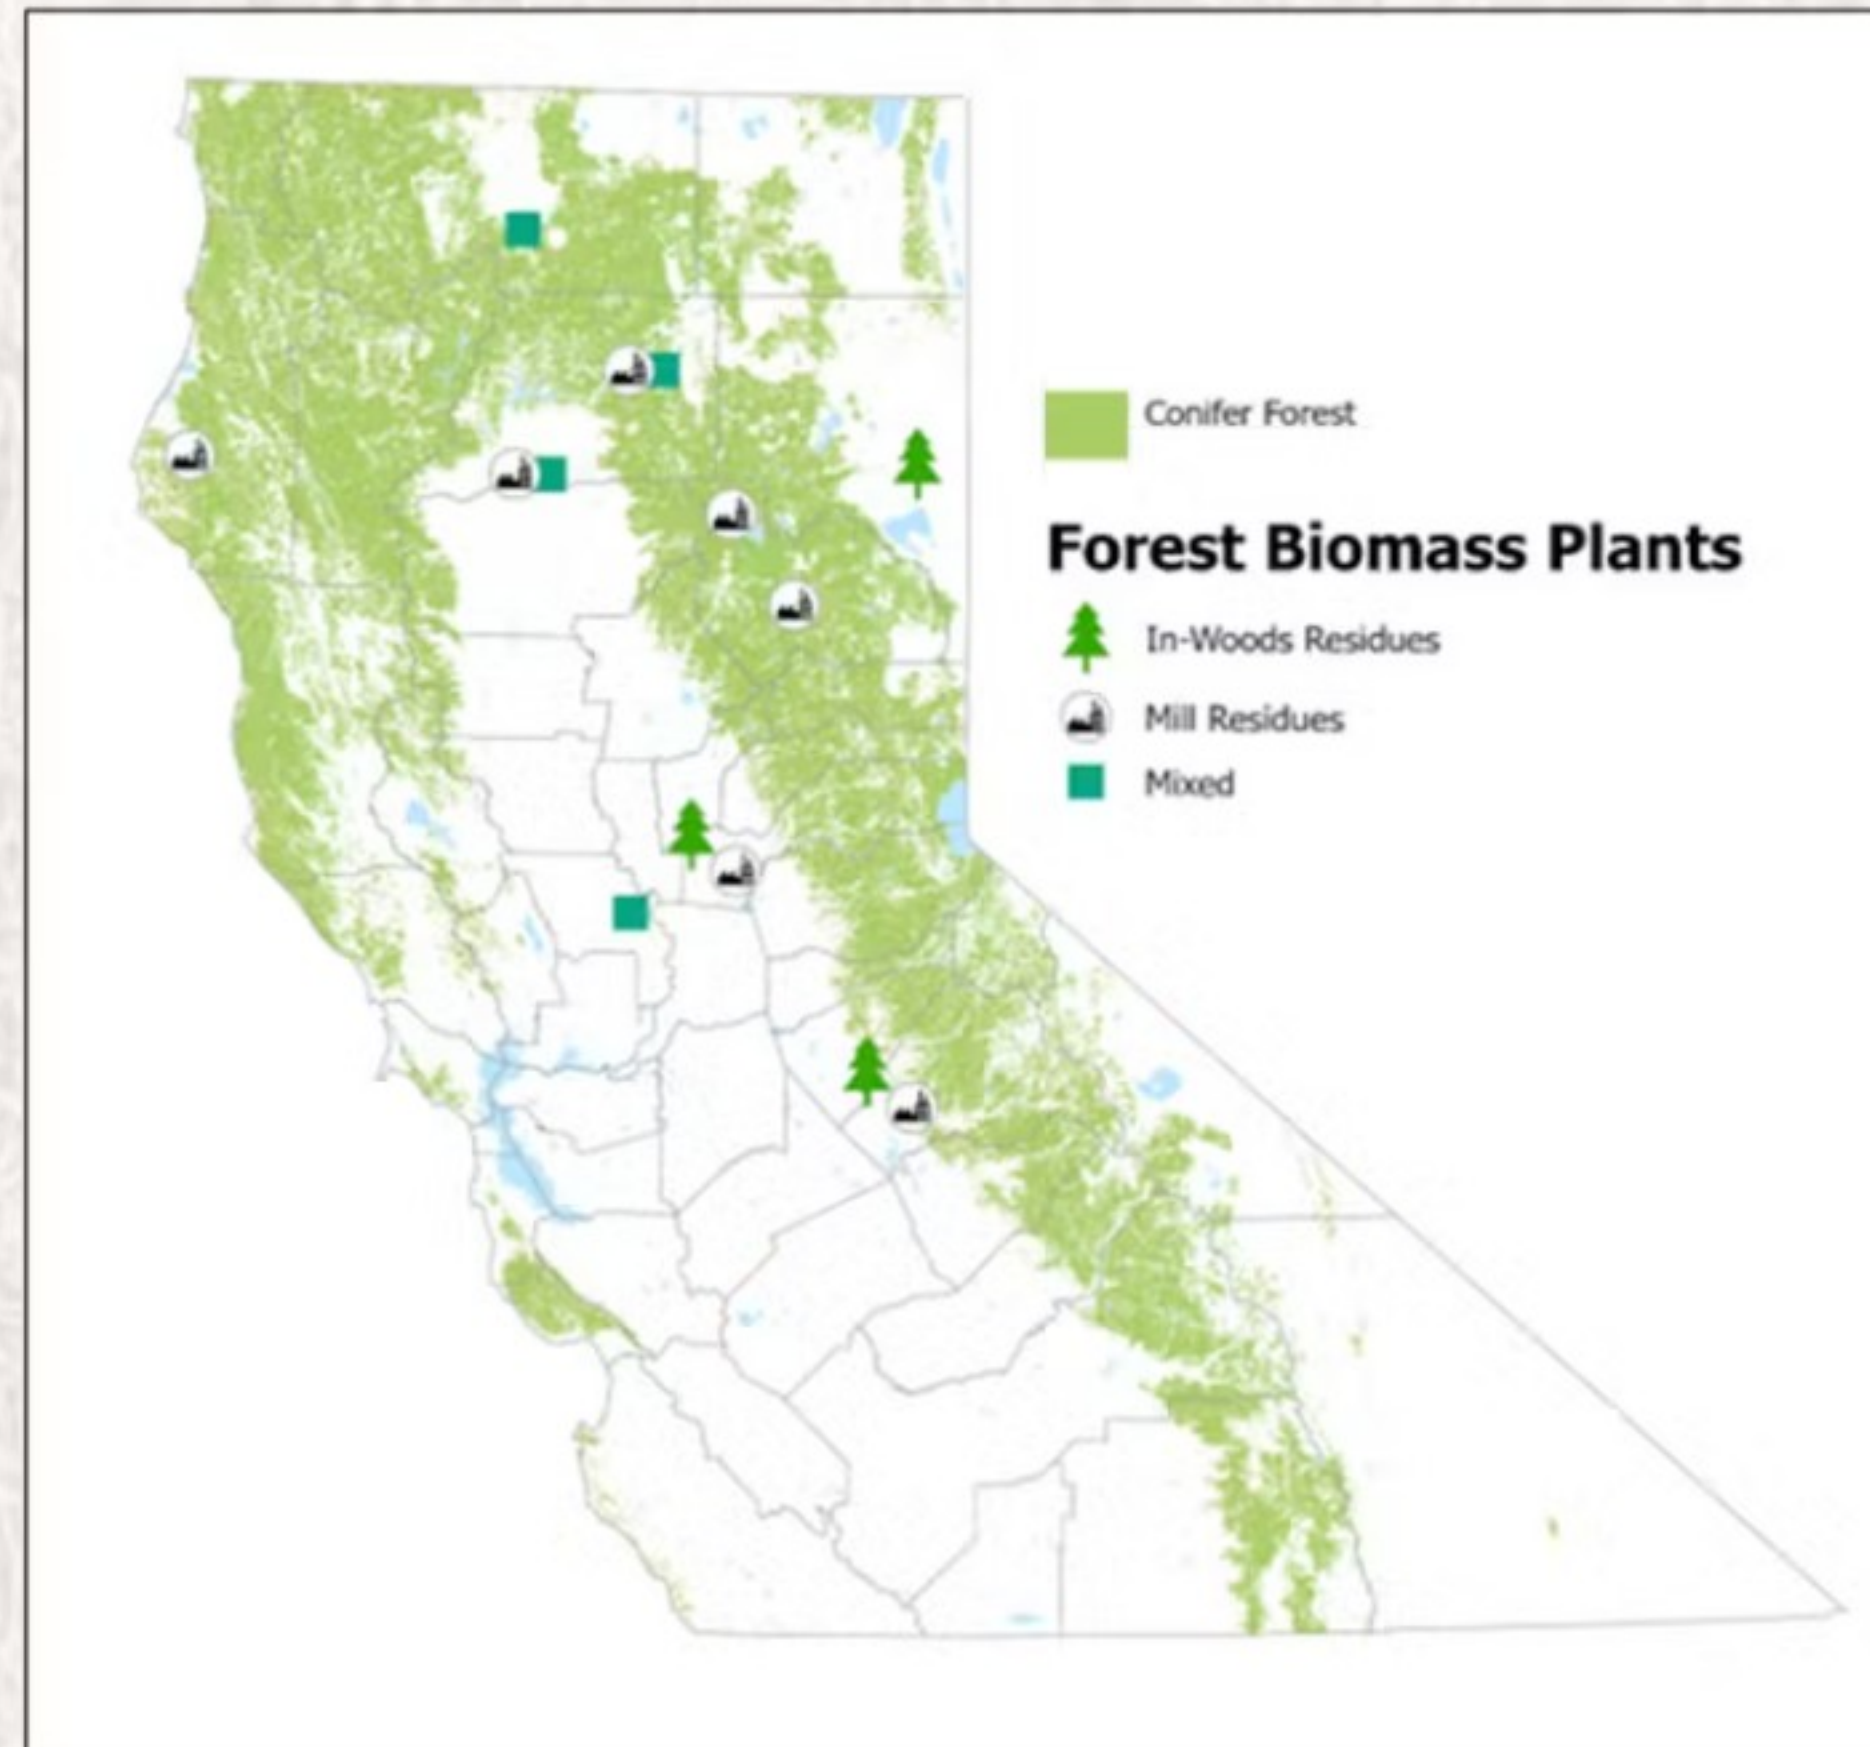 Conifer Forest
Forest Biomass Plants
In-Woods Residues
Mill Residues
Mixed